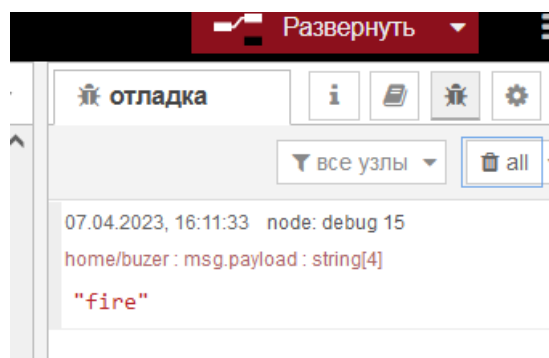 Развернуть
отладка
все узлы
all
07.04.2023, 16:11:33 node: debug 15
home/buzer : msg.payload : string[4]
"fire"